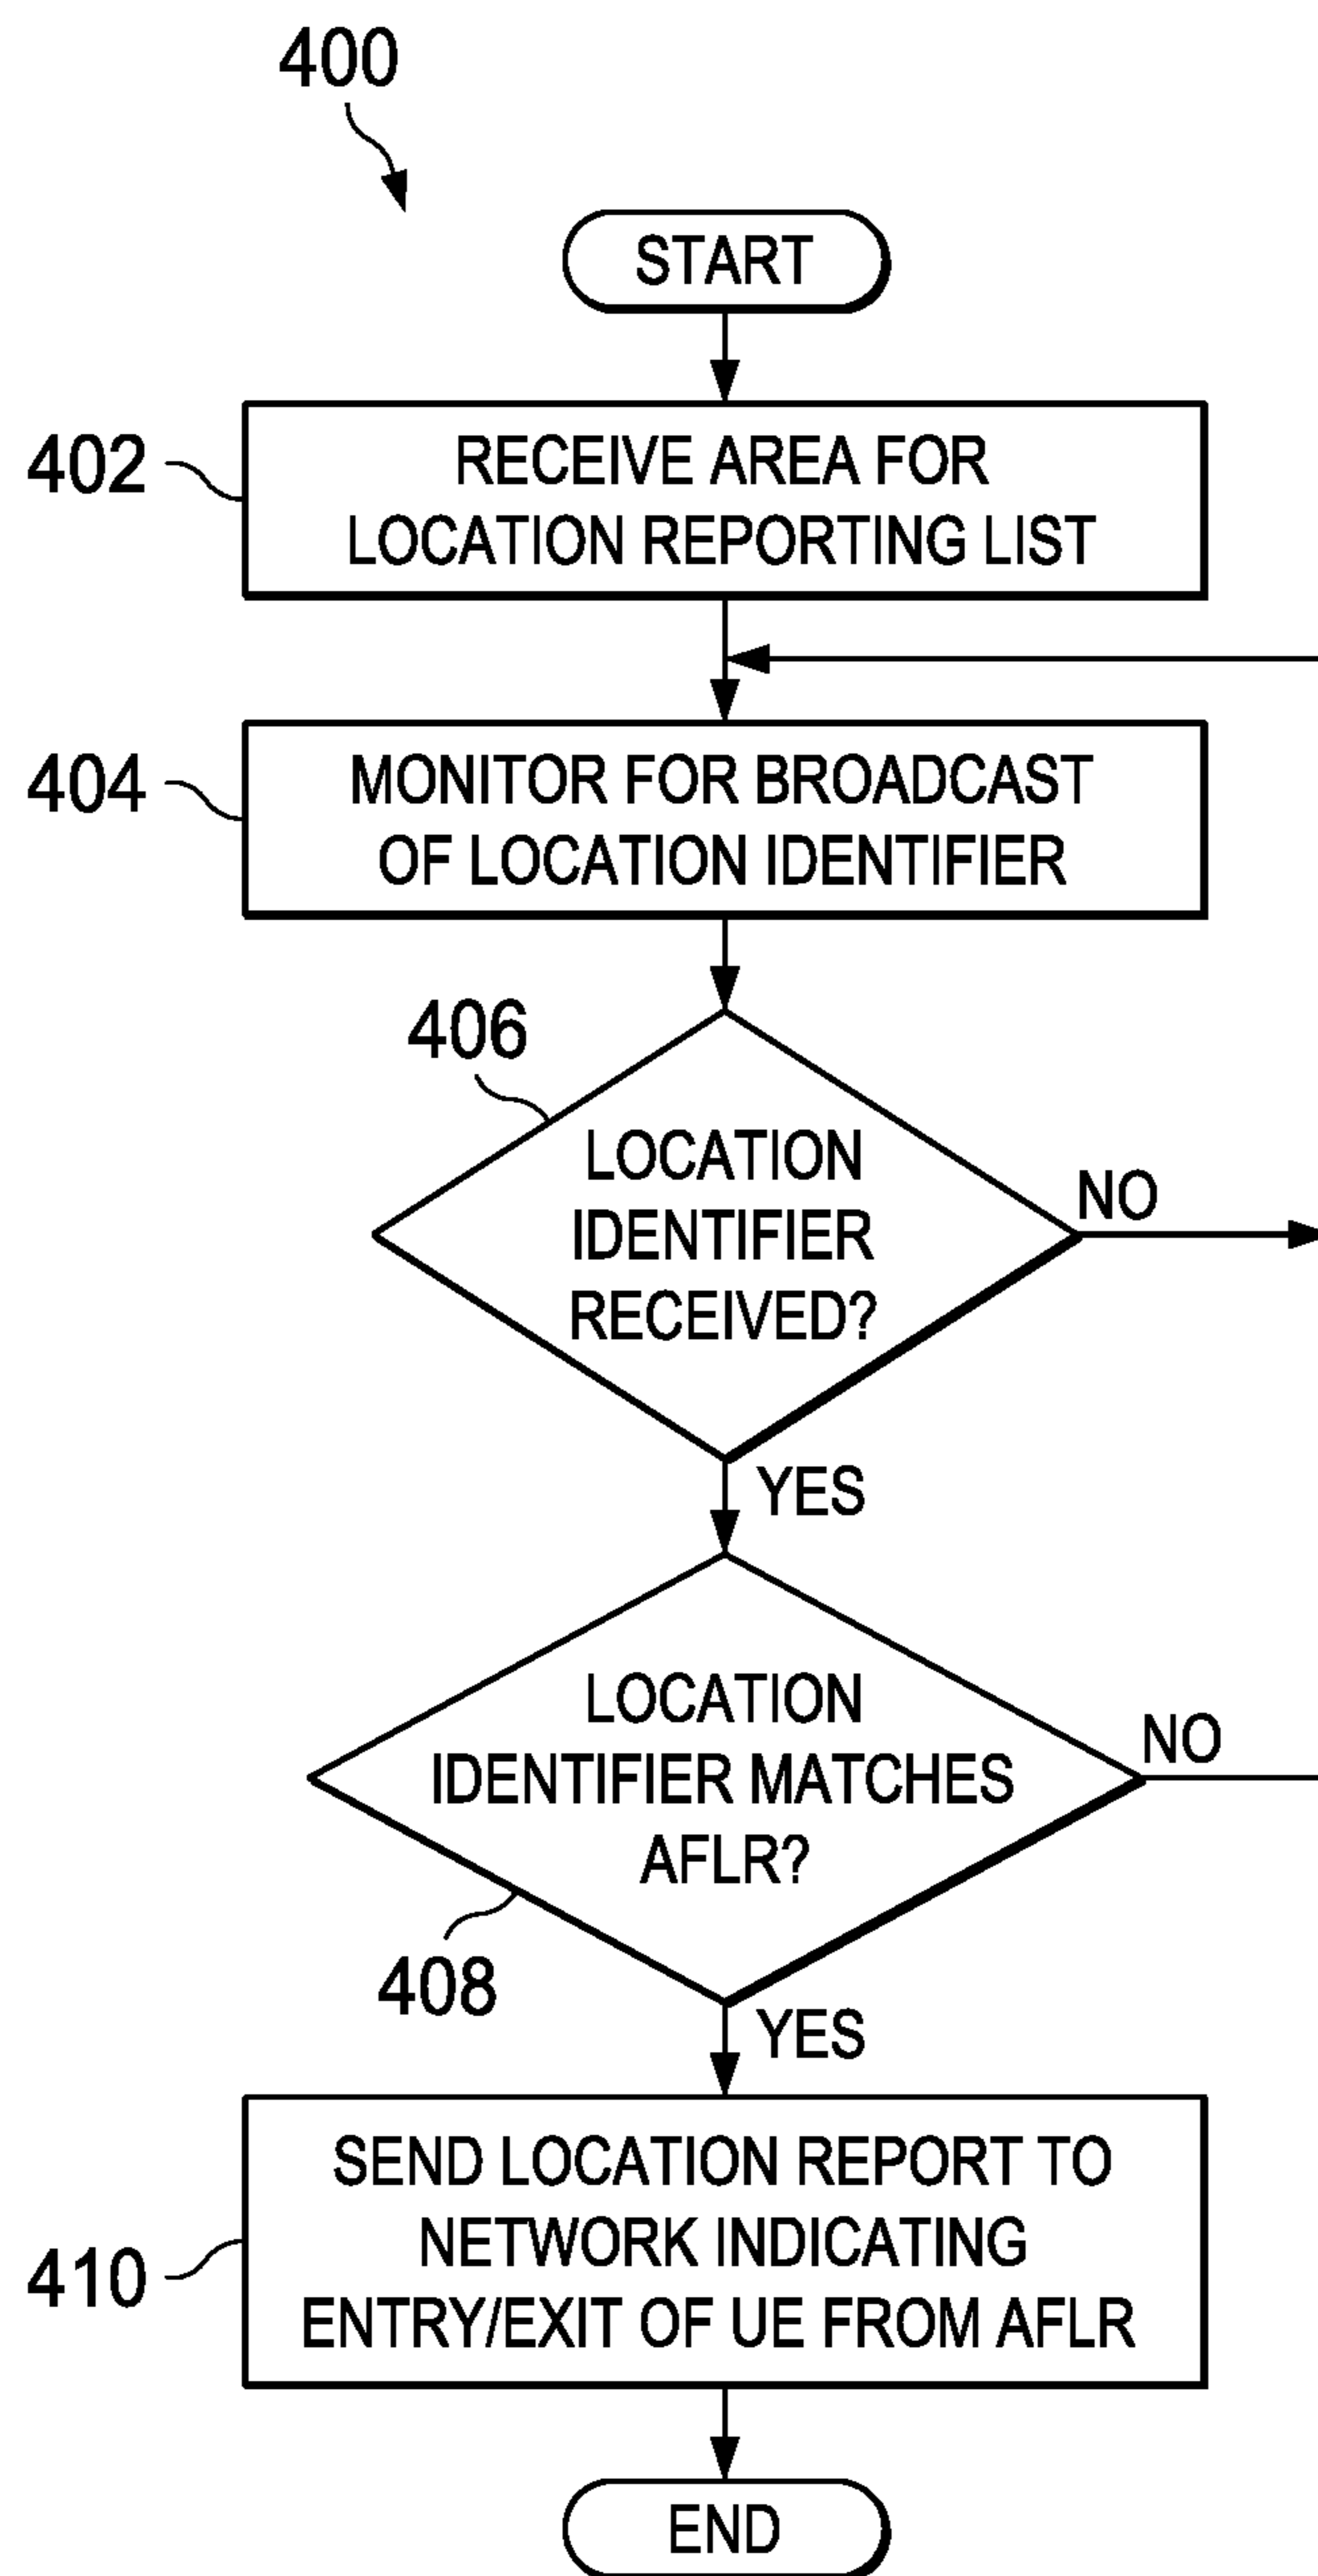 400
START
402
RECEIVE AREA FOR
LOCATION REPORTING LIST
404
MONITOR FOR BROADCAST
OF LOCATION IDENTIFIER
406
LOCATION
IDENTIFIER
RECEIVED?
NO
YES
LOCATION
IDENTIFIER MATCHES
AFLR?
NO
408
YES
410
SEND LOCATION REPORT TO
NETWORK INDICATING
ENTRY/EXIT OF UE FROM AFLR
END